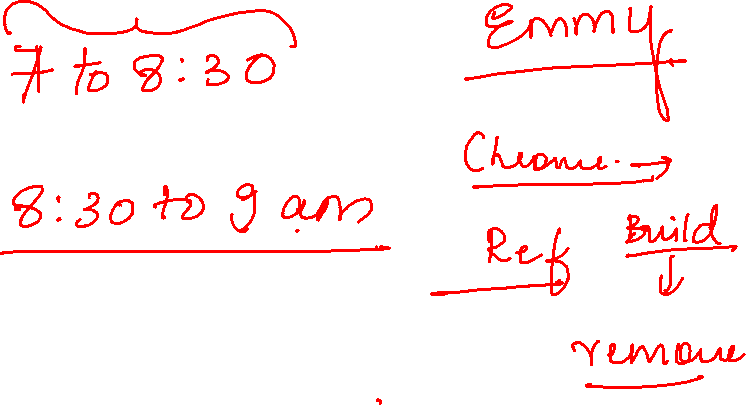 7 to 8:30
8:30 to 9 am
Emmy
Chrome. →
Ref Build
↓
remove